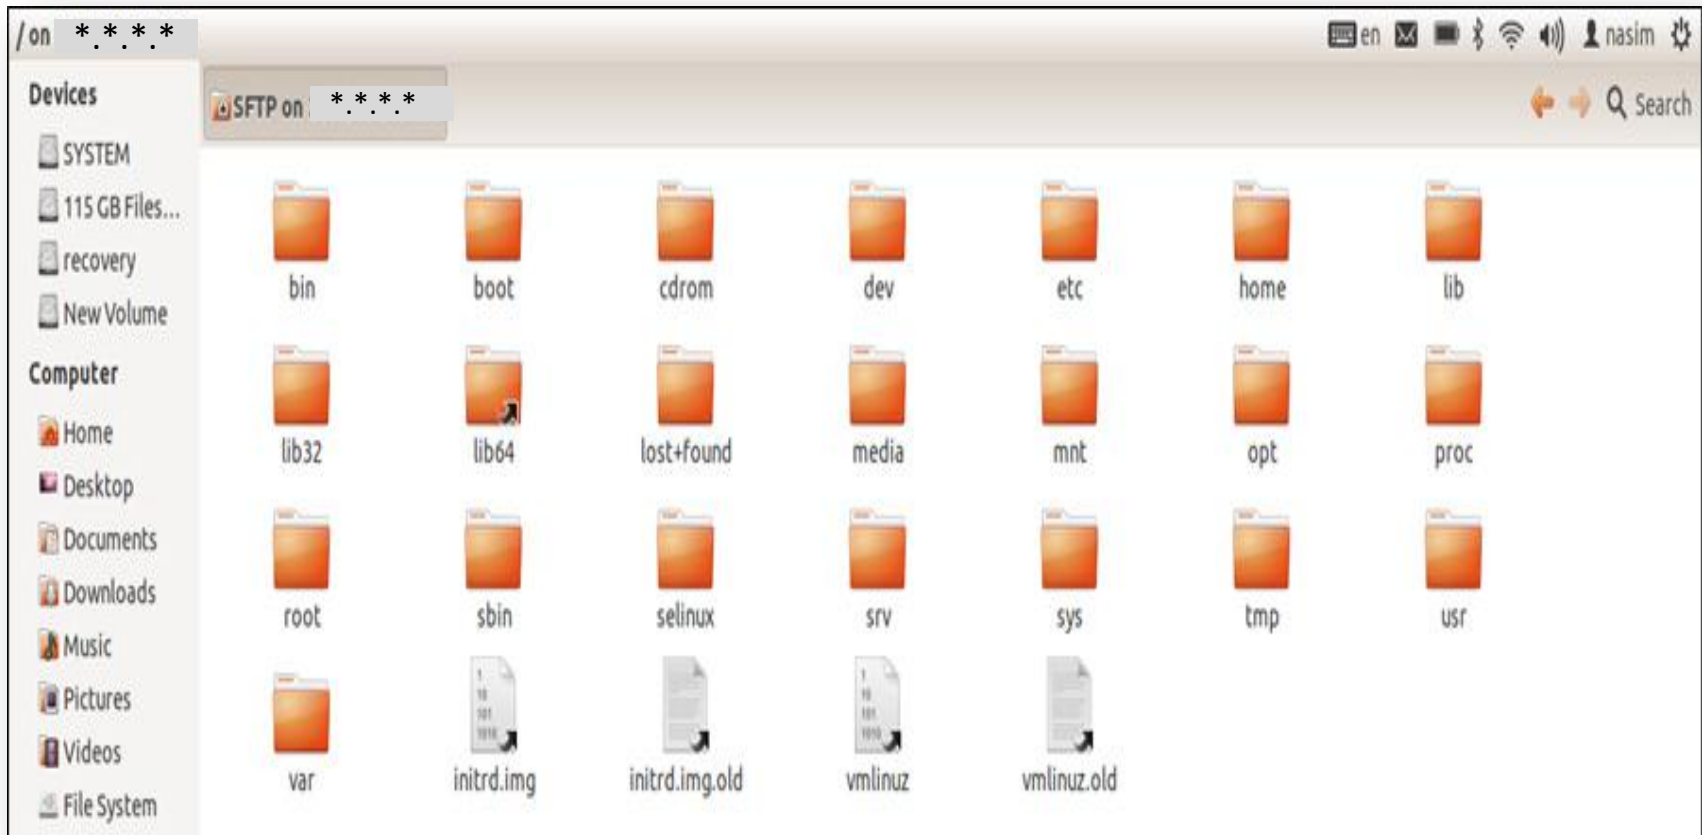 / on *.*.*.* en nasim
Devices
SFTP on *.*.*.* Search
SYSTEM
115 GB Files...
recovery
New Volume
Computer
Home
Desktop
Documents
Downloads
Music
Pictures
Videos
File System
bin boot cdrom dev etc home lib
lib32 lib64 lost+found media mnt opt proc
root sbin selinux srv sys tmp usr
var initrd.img initrd.img.old vmlinuz vmlinuz.old